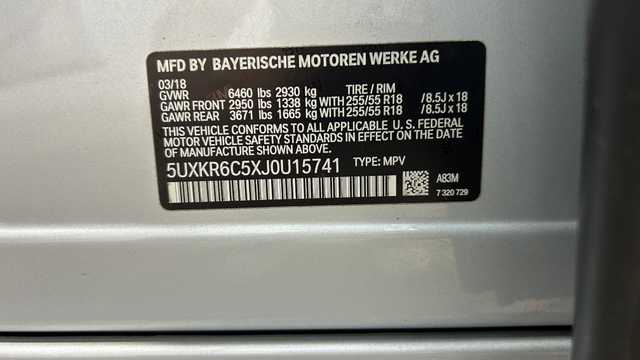 MFD BY BAYERISCHE MOTOREN WERKE AG
03/18
GVWR 6460 lbs 2930 kg TIRE / RIM
GAWR FRONT 2950 lbs 1338 kg WITH 255/55 R18 / 8.5J x 18
GAWR REAR 3671 lbs 1665 kg WITH 255/55 R18 / 8.5J x 18
THIS VEHICLE CONFORMS TO ALL APPLICABLE U. S. FEDERAL
MOTOR VEHICLE SAFETY STANDARDS IN EFFECT ON THE DATE
OF MANUFACTURE SHOWN ABOVE.
5UXKR6C5XJ0U15741 TYPE: MPV
A83M
7 320 729